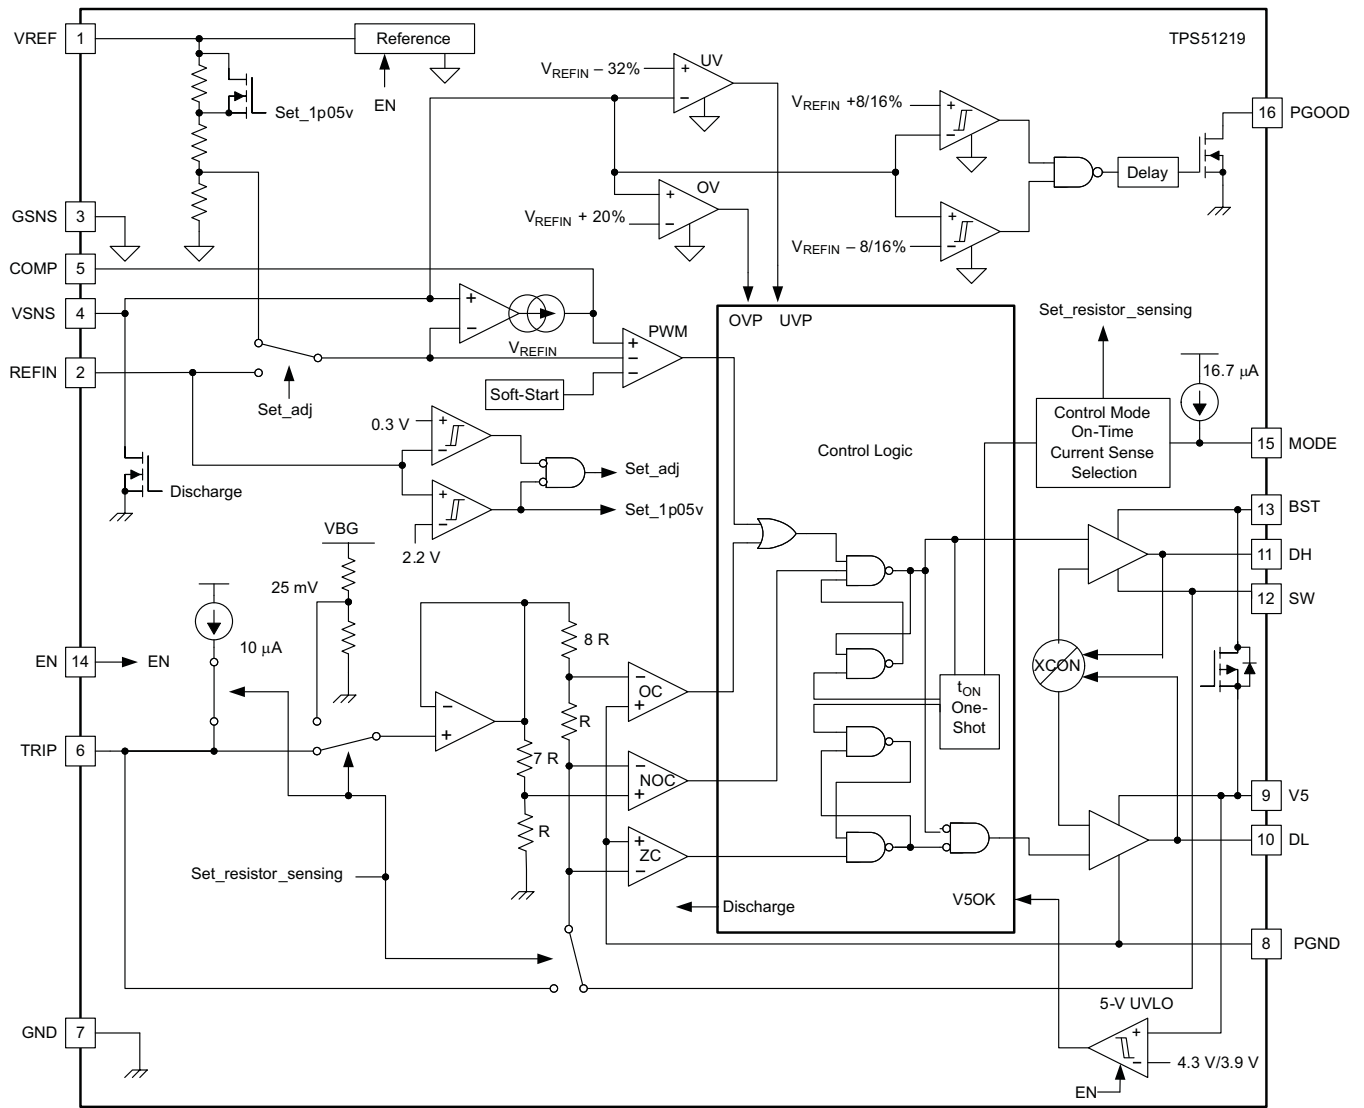 TPS51219
VREF 1
Reference
EN
Set_1p05v
V_REFIN – 32%
+
–
UV
V_REFIN +8/16%
+
–
16 PGOOD
Delay
GSNS 3
V_REFIN + 20%
+
–
OV
V_REFIN – 8/16%
+
–
COMP 5
VSNS 4
REFIN 2
+
–
V_REFIN
PWM
+
–
–
Soft-Start
Set_adj
OVP UVP
Control Logic
Set_resistor_sensing
16.7 µA
Control Mode
On-Time
Current Sense
Selection
15 MODE
0.3 V
+
–
Set_adj
+
–
2.2 V
Set_1p05v
Discharge
VBG
25 mV
10 µA
13 BST
11 DH
12 SW
XCON
EN 14 EN
TRIP 6
–
+
8 R
R
7 R
R
–
OC
+
–
NOC
+
+
ZC
–
tON
One-
Shot
9 V5
10 DL
Set_resistor_sensing
Discharge
V5OK
8 PGND
GND 7
5-V UVLO
+
–
4.3 V/3.9 V
EN